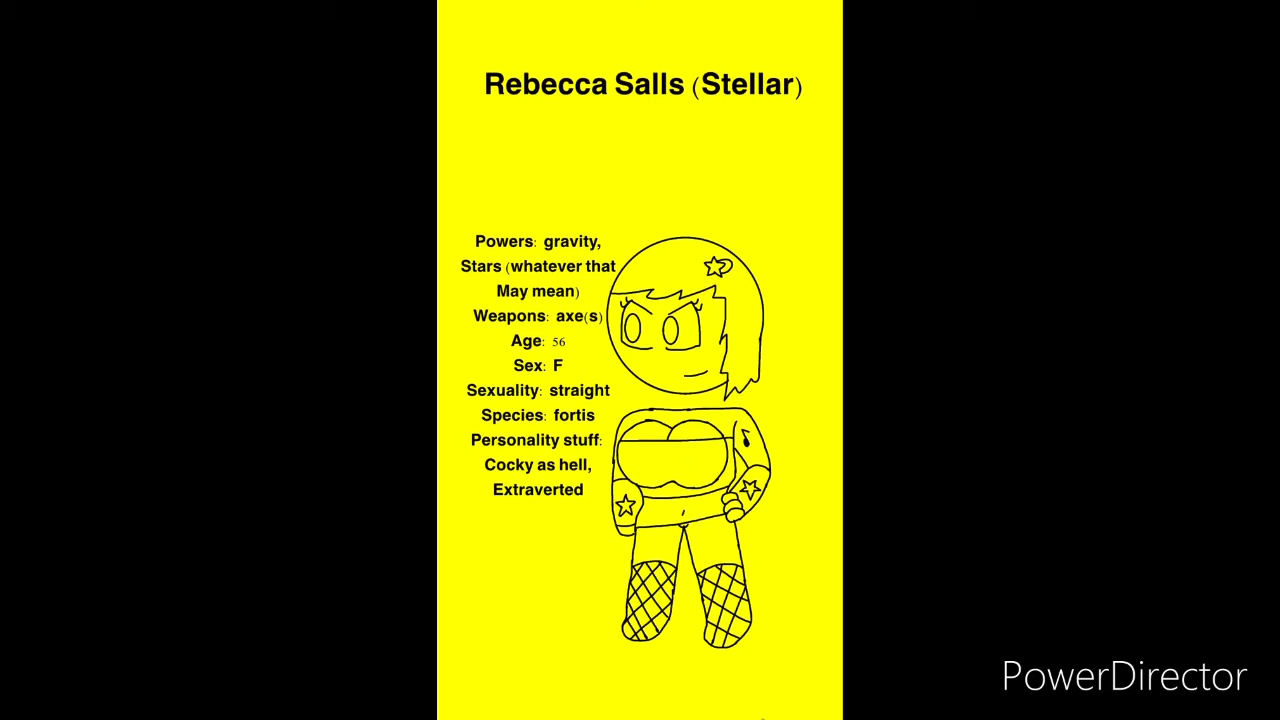 Rebecca Salls (Stellar)
Powers: gravity,
Stars (whatever that
May mean)
Weapons: axe(s)
Age: 56
Sex: F
Sexuality: straight
Species: fortis
Personality stuff:
Cocky as hell,
Extraverted
PowerDirector